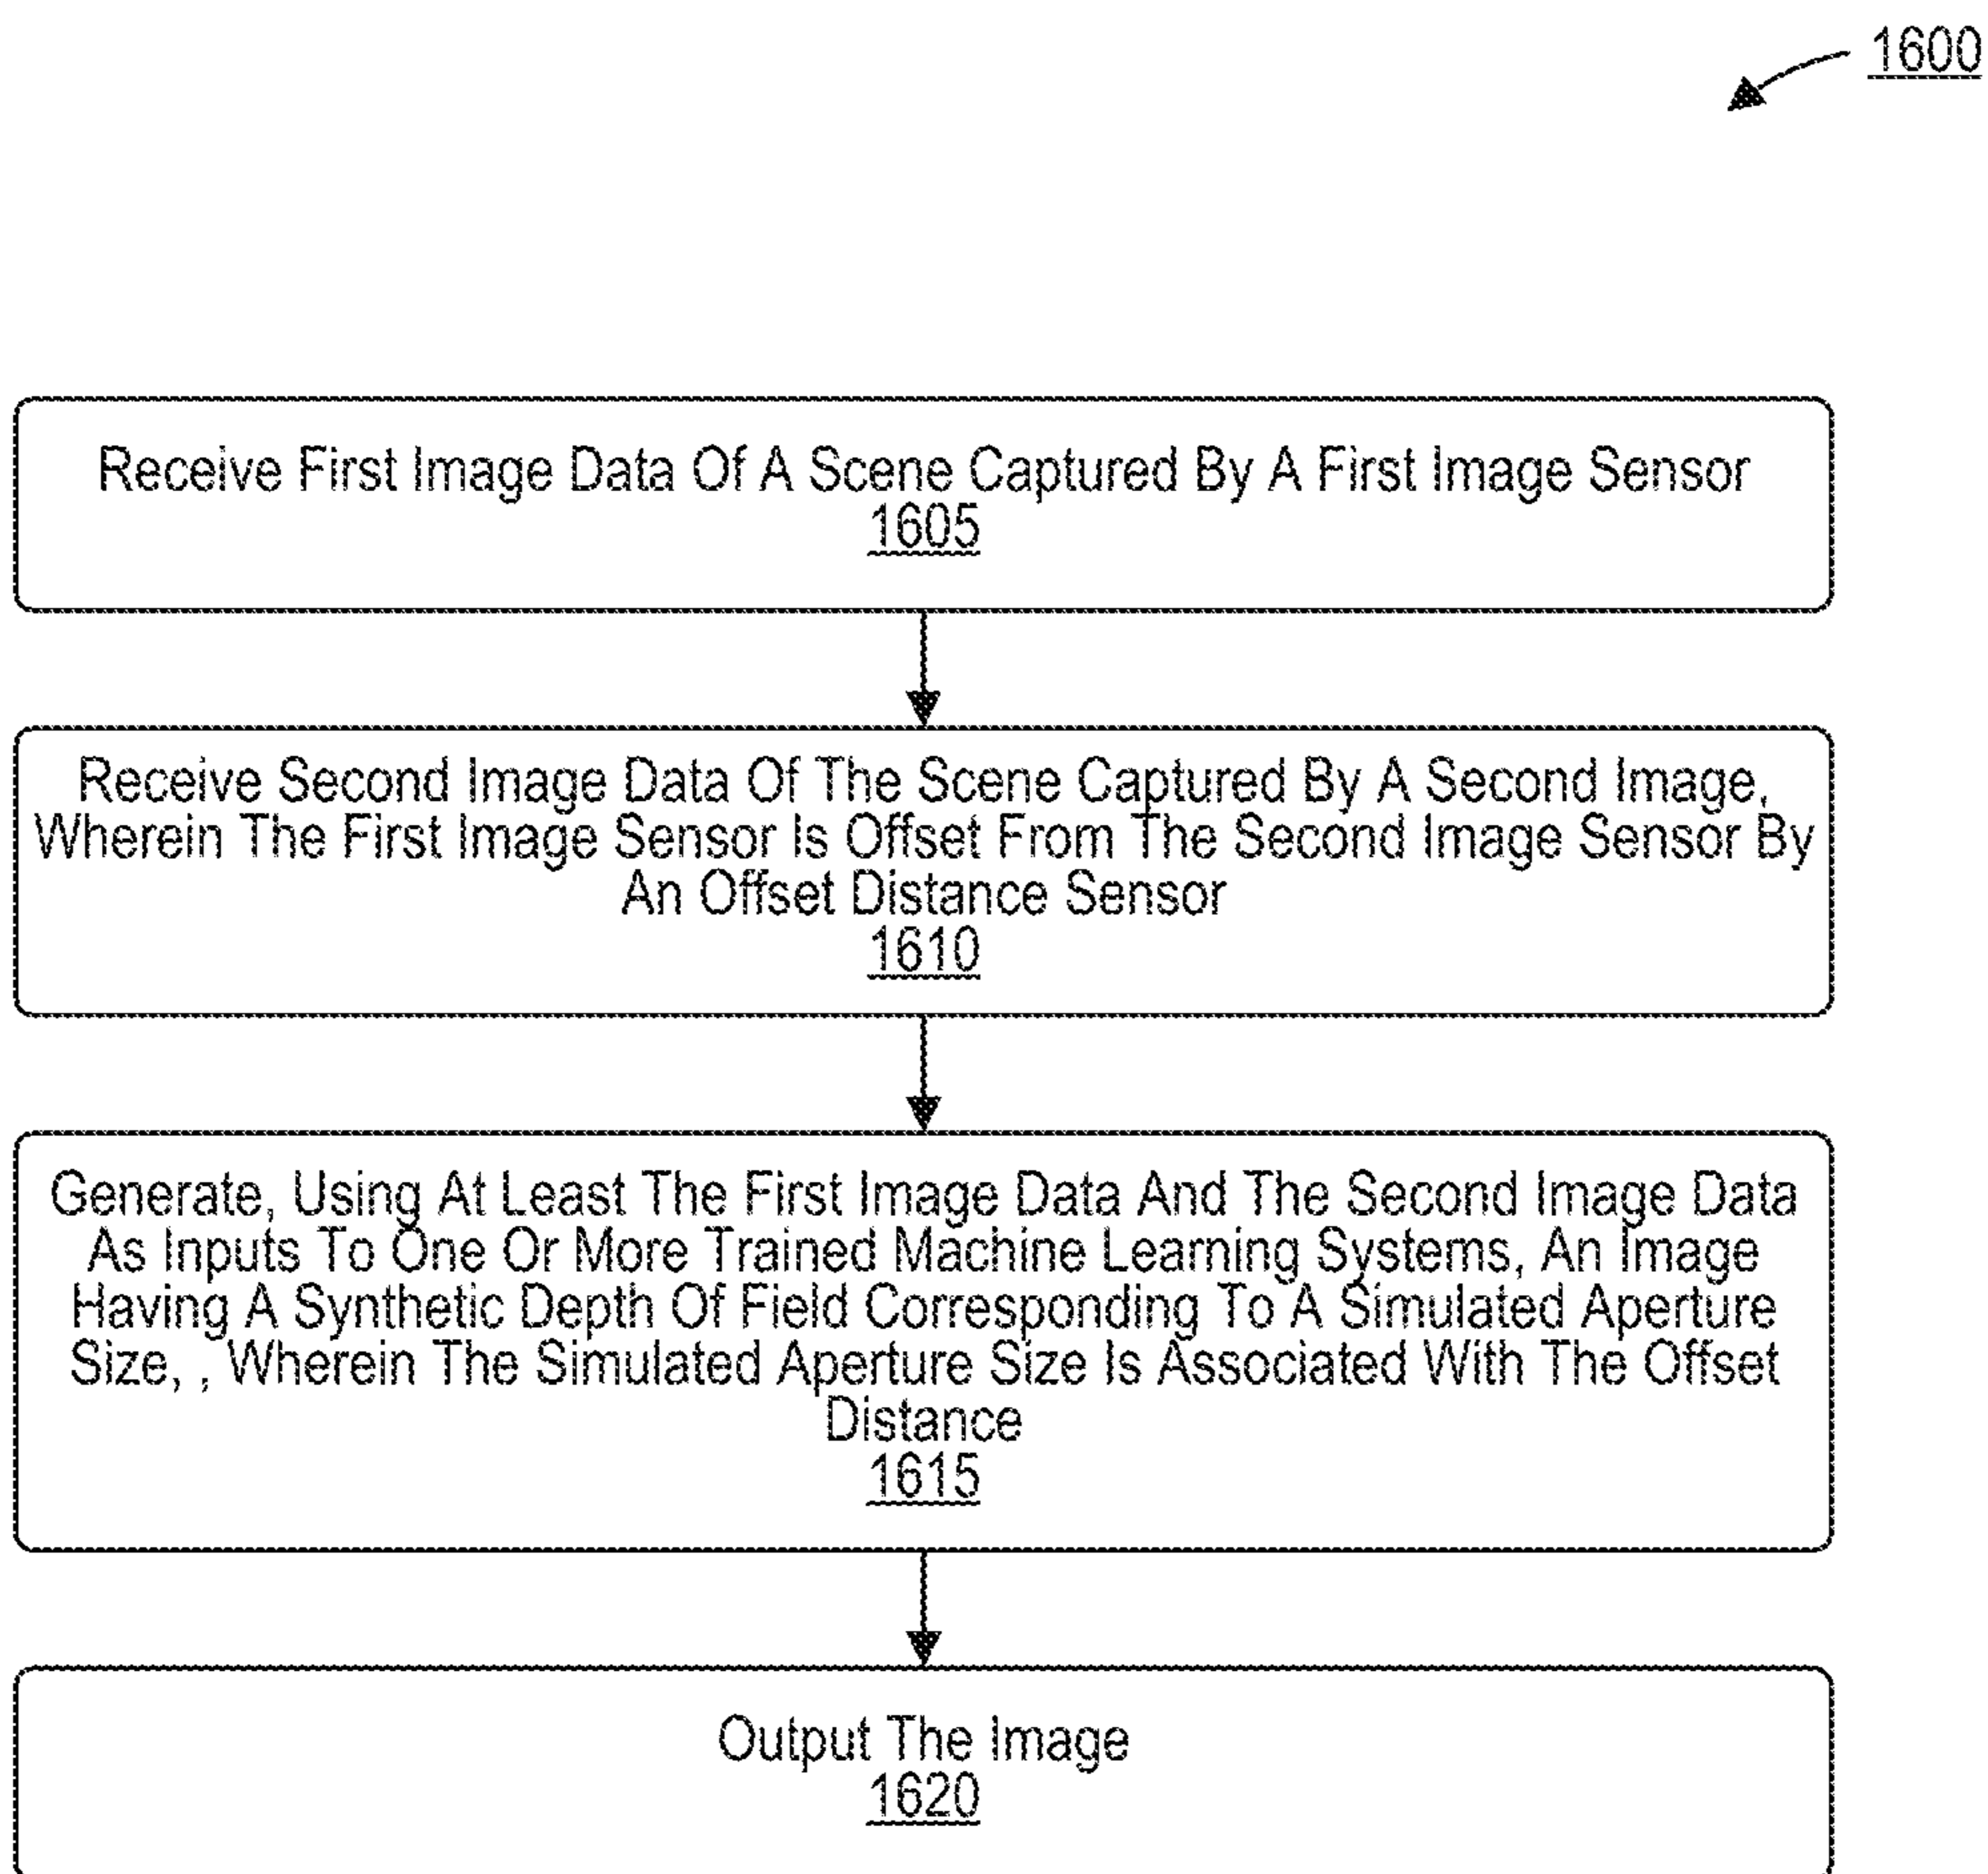 1600
Receive First Image Data Of A Scene Captured By A First Image Sensor
1605
Receive Second Image Data Of The Scene Captured By A Second Image,
Wherein The First Image Sensor Is Offset From The Second Image Sensor By
An Offset Distance Sensor
1610
Generate, Using At Least The First Image Data And The Second Image Data
As Inputs To One Or More Trained Machine Learning Systems, An Image
Having A Synthetic Depth Of Field Corresponding To A Simulated Aperture
Size, , Wherein The Simulated Aperture Size Is Associated With The Offset
Distance
1615
Output The Image
1620